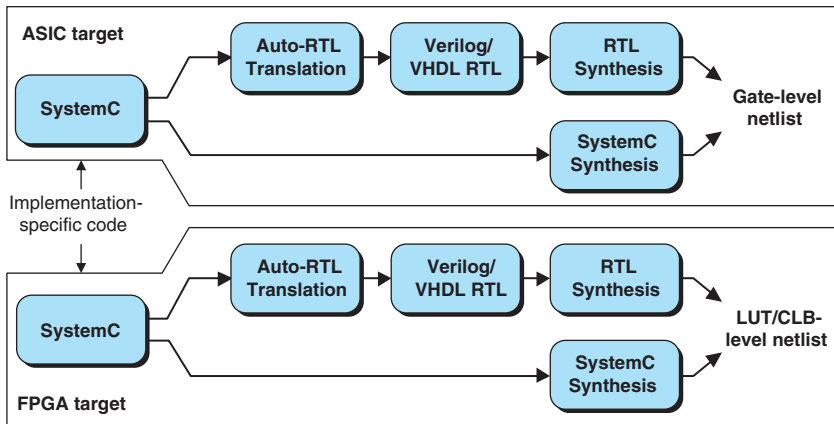 ASIC target
Auto-RTL
Translation
Verilog/
VHDL RTL
RTL
Synthesis
SystemC
Gate-level
netlist
SystemC
Synthesis
Implementation-
specific code
Auto-RTL
Translation
Verilog/
VHDL RTL
RTL
Synthesis
SystemC
LUT/CLB-
level netlist
SystemC
Synthesis
FPGA target